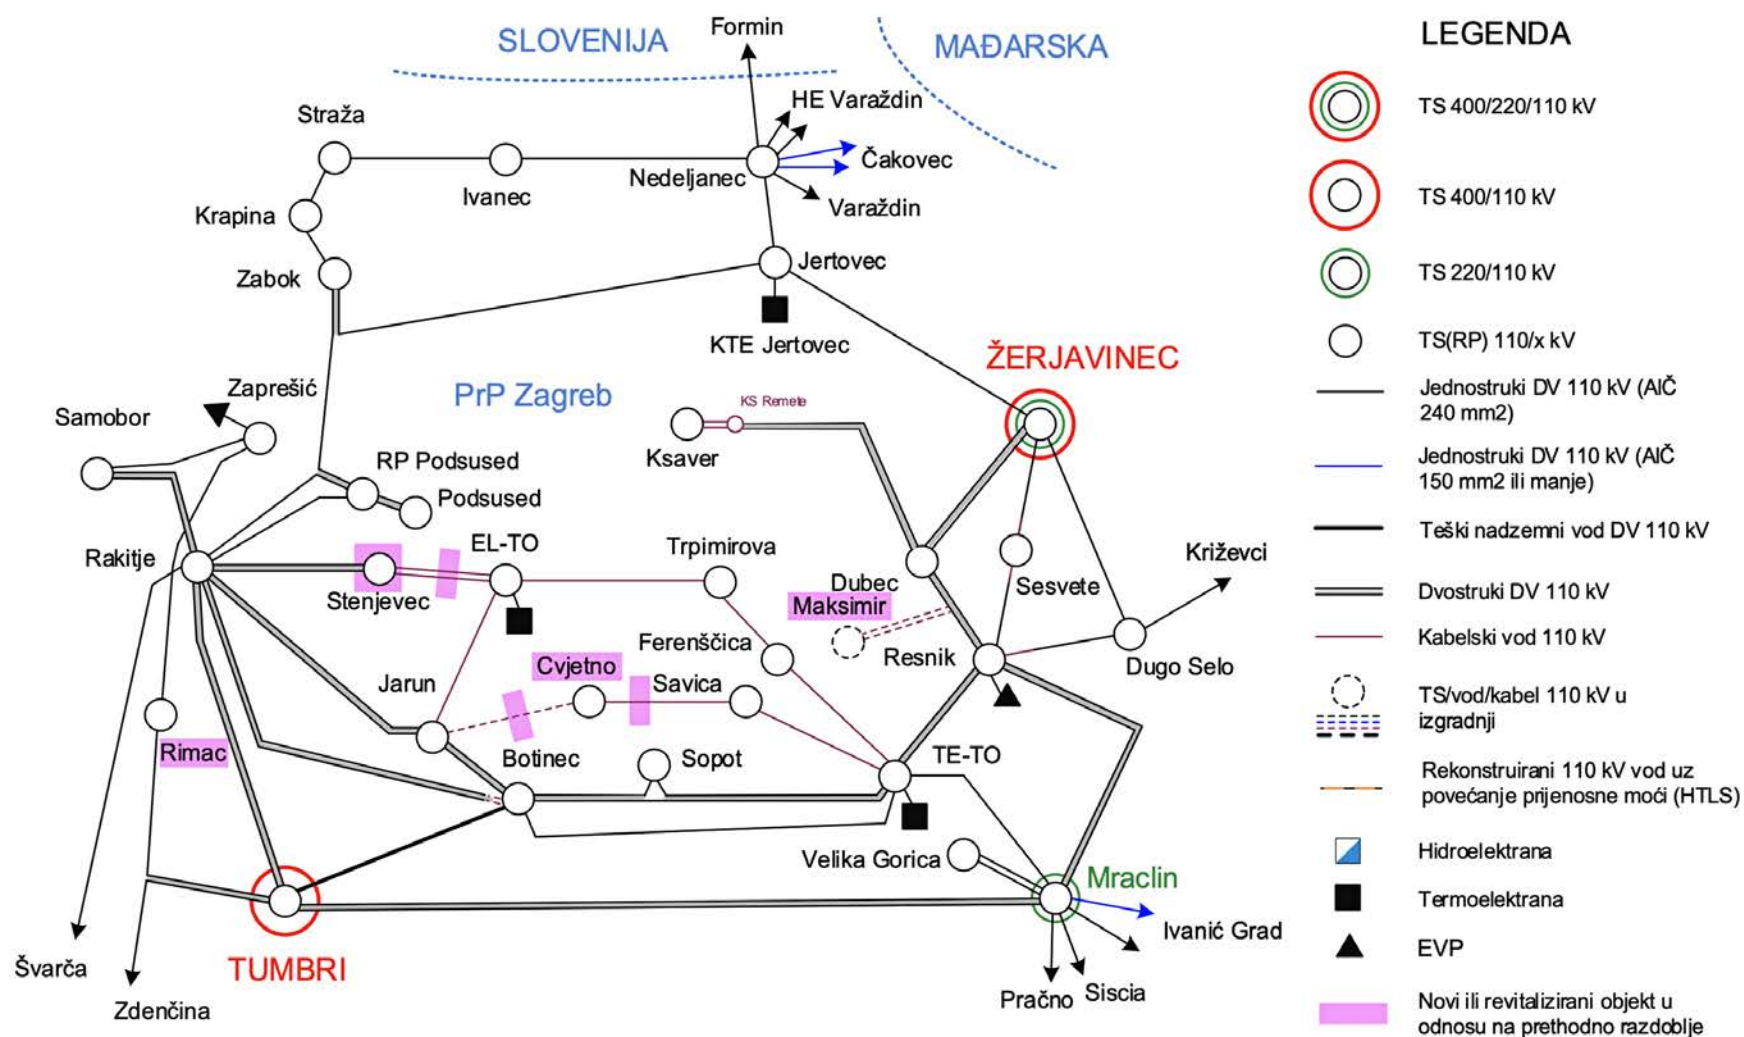 Formin
SLOVENIJA
MAĐARSKA
HE Varaždin
Straža
Čakovec
Nedeljanec
Ivanec
Varaždin
Krapina
Jertovec
Zabok
KTE Jertovec
ŽERJAVINEC
Zaprešić
PrP Zagreb
KS Remete
Samobor
Ksaver
RP Podsused
Podsused
EL-TO
Trpimirova
Rakitje
Križevci
Dubec
Sesvete
Stenjevec
Maksimir
Ferenščica
Resnik
Dugo Selo
Cvjetno
Jarun
Savica
Rimac
Botinec
Sopot
TE-TO
Velika Gorica
Mraclin
Ivanić Grad
Švarča
TUMBRI
Pračno
Siscia
Zdenčina
LEGENDA
TS 400/220/110 kV
TS 400/110 kV
TS 220/110 kV
TS(RP) 110/x kV
Jednostruki DV 110 kV (AlČ
240 mm2)
Jednostruki DV 110 kV (AlČ
150 mm2 ili manje)
Teški nadzemni vod DV 110 kV
Dvostruki DV 110 kV
Kabelski vod 110 kV
TS/vod/kabel 110 kV u
izgradnji
Rekonstruirani 110 kV vod uz
povećanje prijenosne moći (HTLS)
Hidroelektrana
Termoelektrana
EVP
Novi ili revitalizirani objekt u
odnosu na prethodno razdoblje